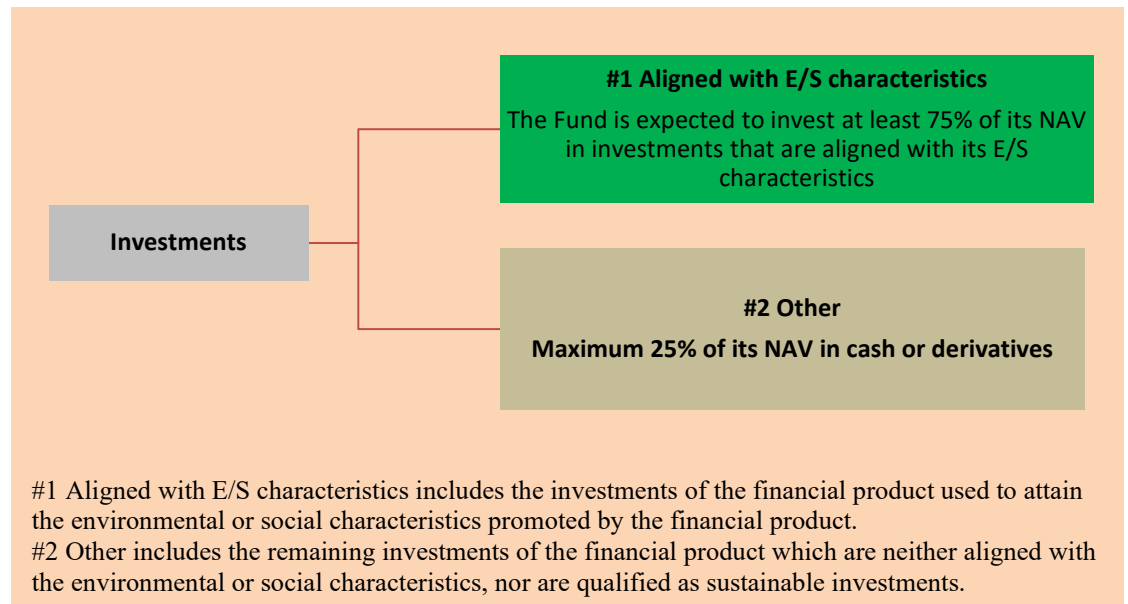 #1 Aligned with E/S characteristics
The Fund is expected to invest at least 75% of its NAV
in investments that are aligned with its E/S
characteristics
Investments
#2 Other
Maximum 25% of its NAV in cash or derivatives
#1 Aligned with E/S characteristics includes the investments of the financial product used to attain
the environmental or social characteristics promoted by the financial product.
#2 Other includes the remaining investments of the financial product which are neither aligned with
the environmental or social characteristics, nor are qualified as sustainable investments.